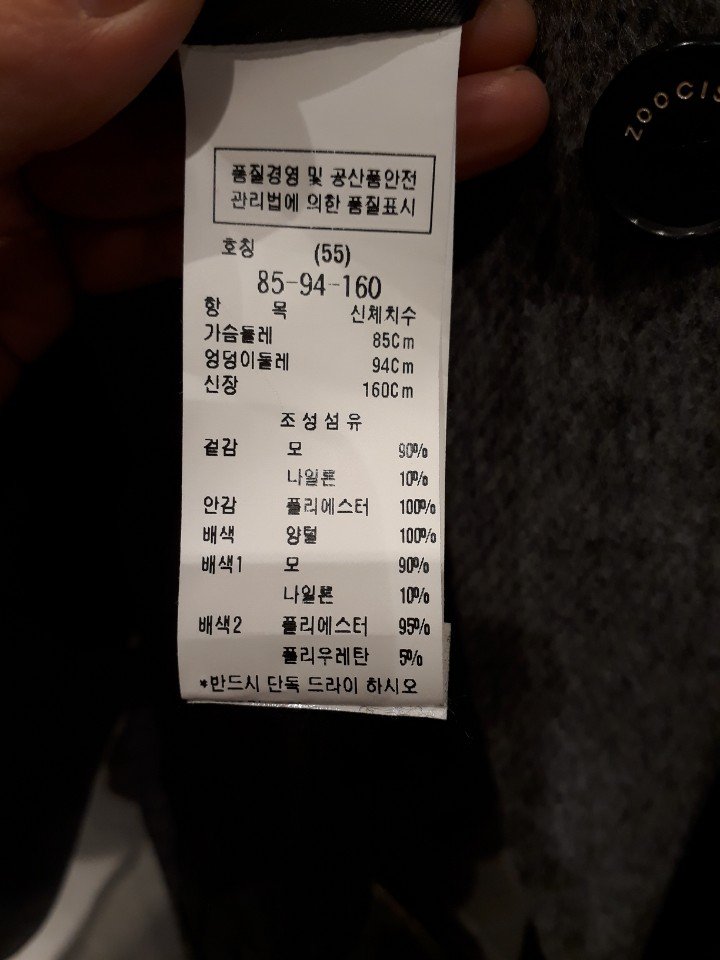 품질경영 및 공산품안전
관리법에 의한 품질표시
호칭 (55)
85-94-160
항 목 신체치수
가슴둘레 85Cm
엉덩이둘레 94Cm
신장 160Cm
조성섬유
겉감 모 90%
나일론 10%
안감 폴리에스터 100%
배색 양털 100%
배색1 모 90%
나일론 10%
배색2 폴리에스터 95%
폴리우레탄 5%
*반드시 단독 드라이 하시오